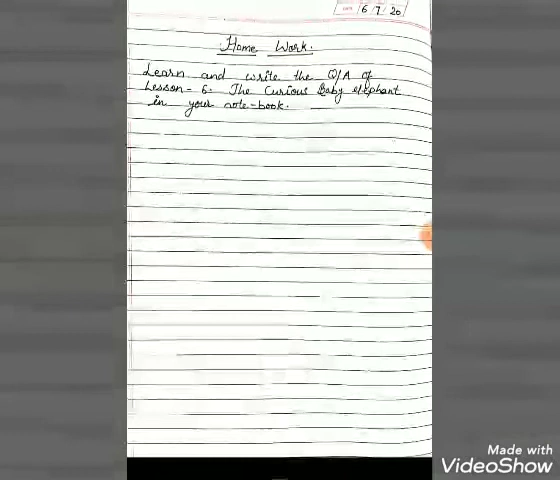 DATE 6/7/20
Home Work.
Learn and write the Q/A of
Lesson - 6. The Curious Baby elephant
in your note-book.
Made with
VideoShow